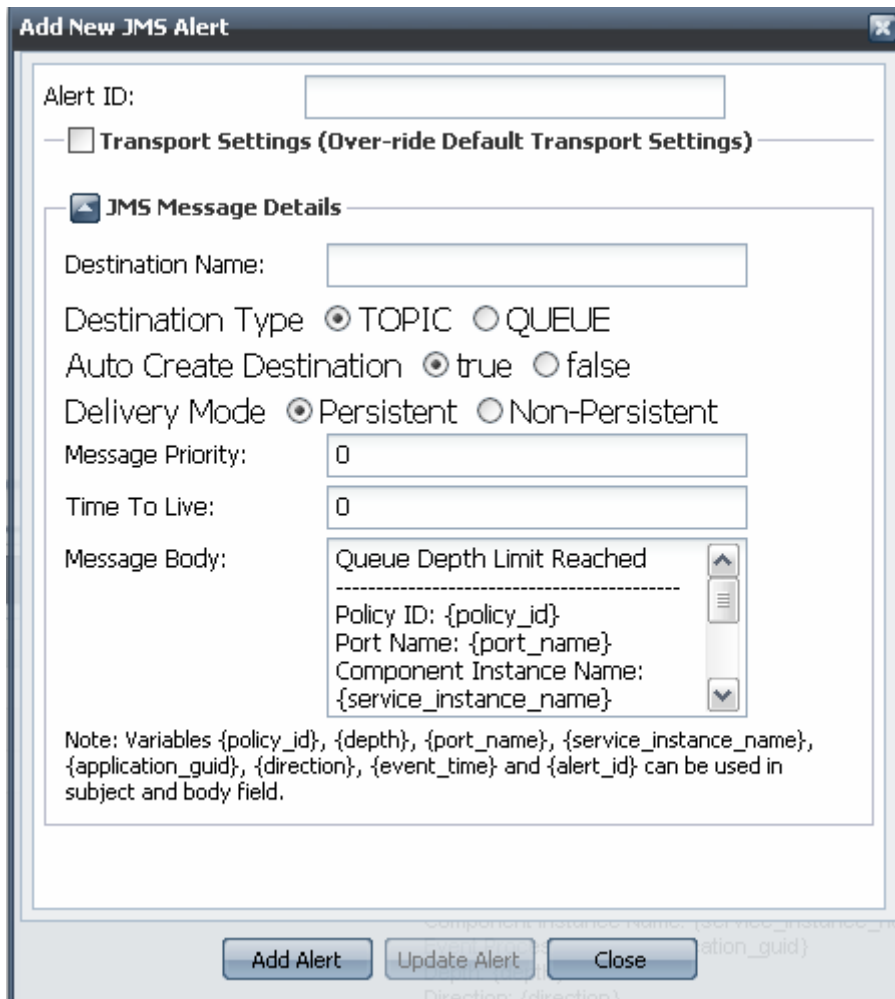 Add New JMS Alert
Alert ID:
Transport Settings (Over-ride Default Transport Settings)
JMS Message Details
Destination Name:
Destination Type TOPIC QUEUE
Auto Create Destination true false
Delivery Mode Persistent Non-Persistent
Message Priority: 0
Time To Live: 0
Message Body: Queue Depth Limit Reached
-----------------------------------------
Policy ID: {policy_id}
Port Name: {port_name}
Component Instance Name:
{service_instance_name}
Note: Variables {policy_id}, {depth}, {port_name}, {service_instance_name},
{application_guid}, {direction}, {event_time} and {alert_id} can be used in
subject and body field.
Add Alert Update Alert Close
Direction: {direction}